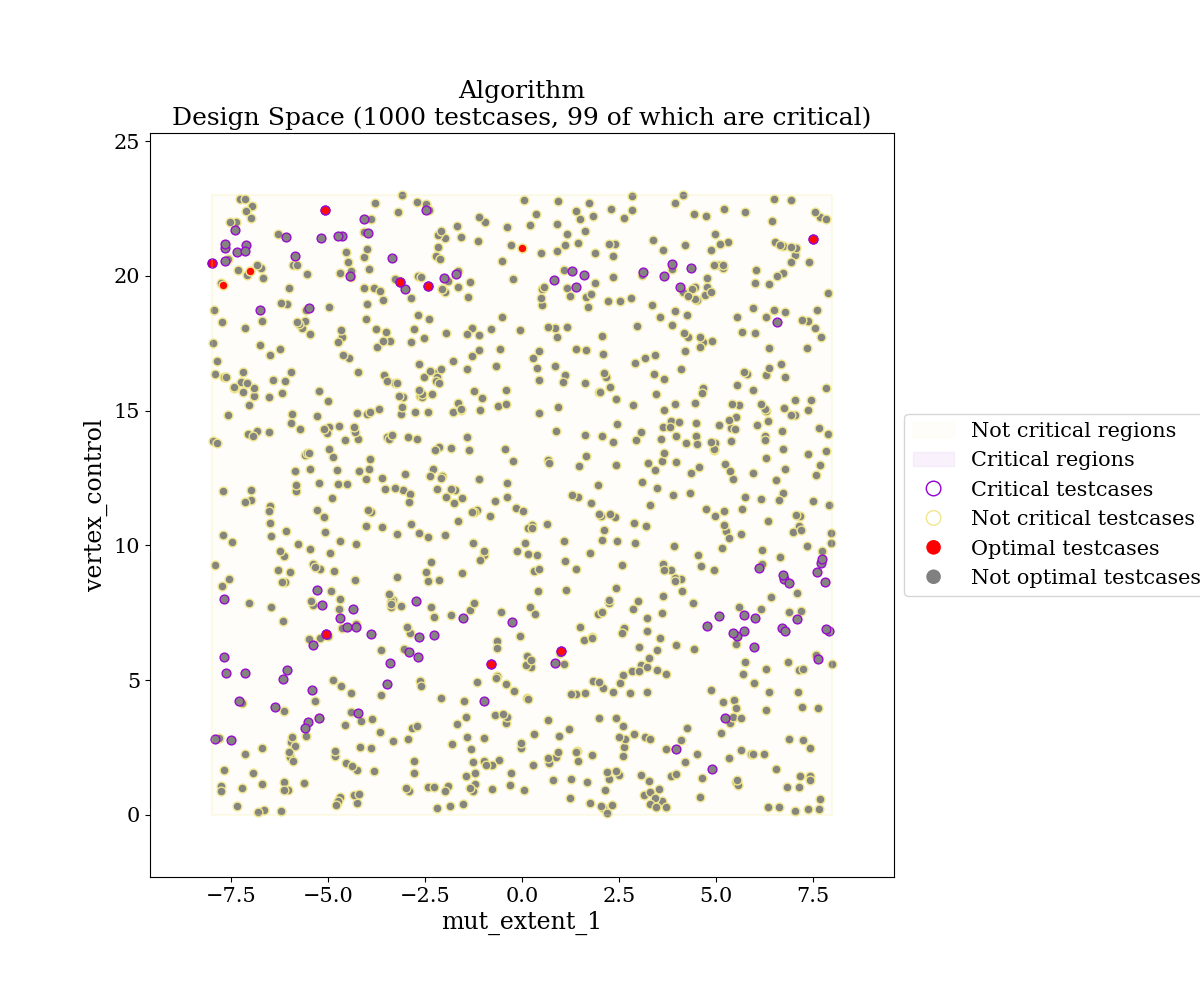 Algorithm
Design Space (1000 testcases, 99 of which are critical)
25
20
15
10
5
0
vertex_control
−7.5 −5.0 −2.5 0.0 2.5 5.0 7.5
mut_extent_1
Not critical regions
Critical regions
Critical testcases
Not critical testcases
Optimal testcases
Not optimal testcases